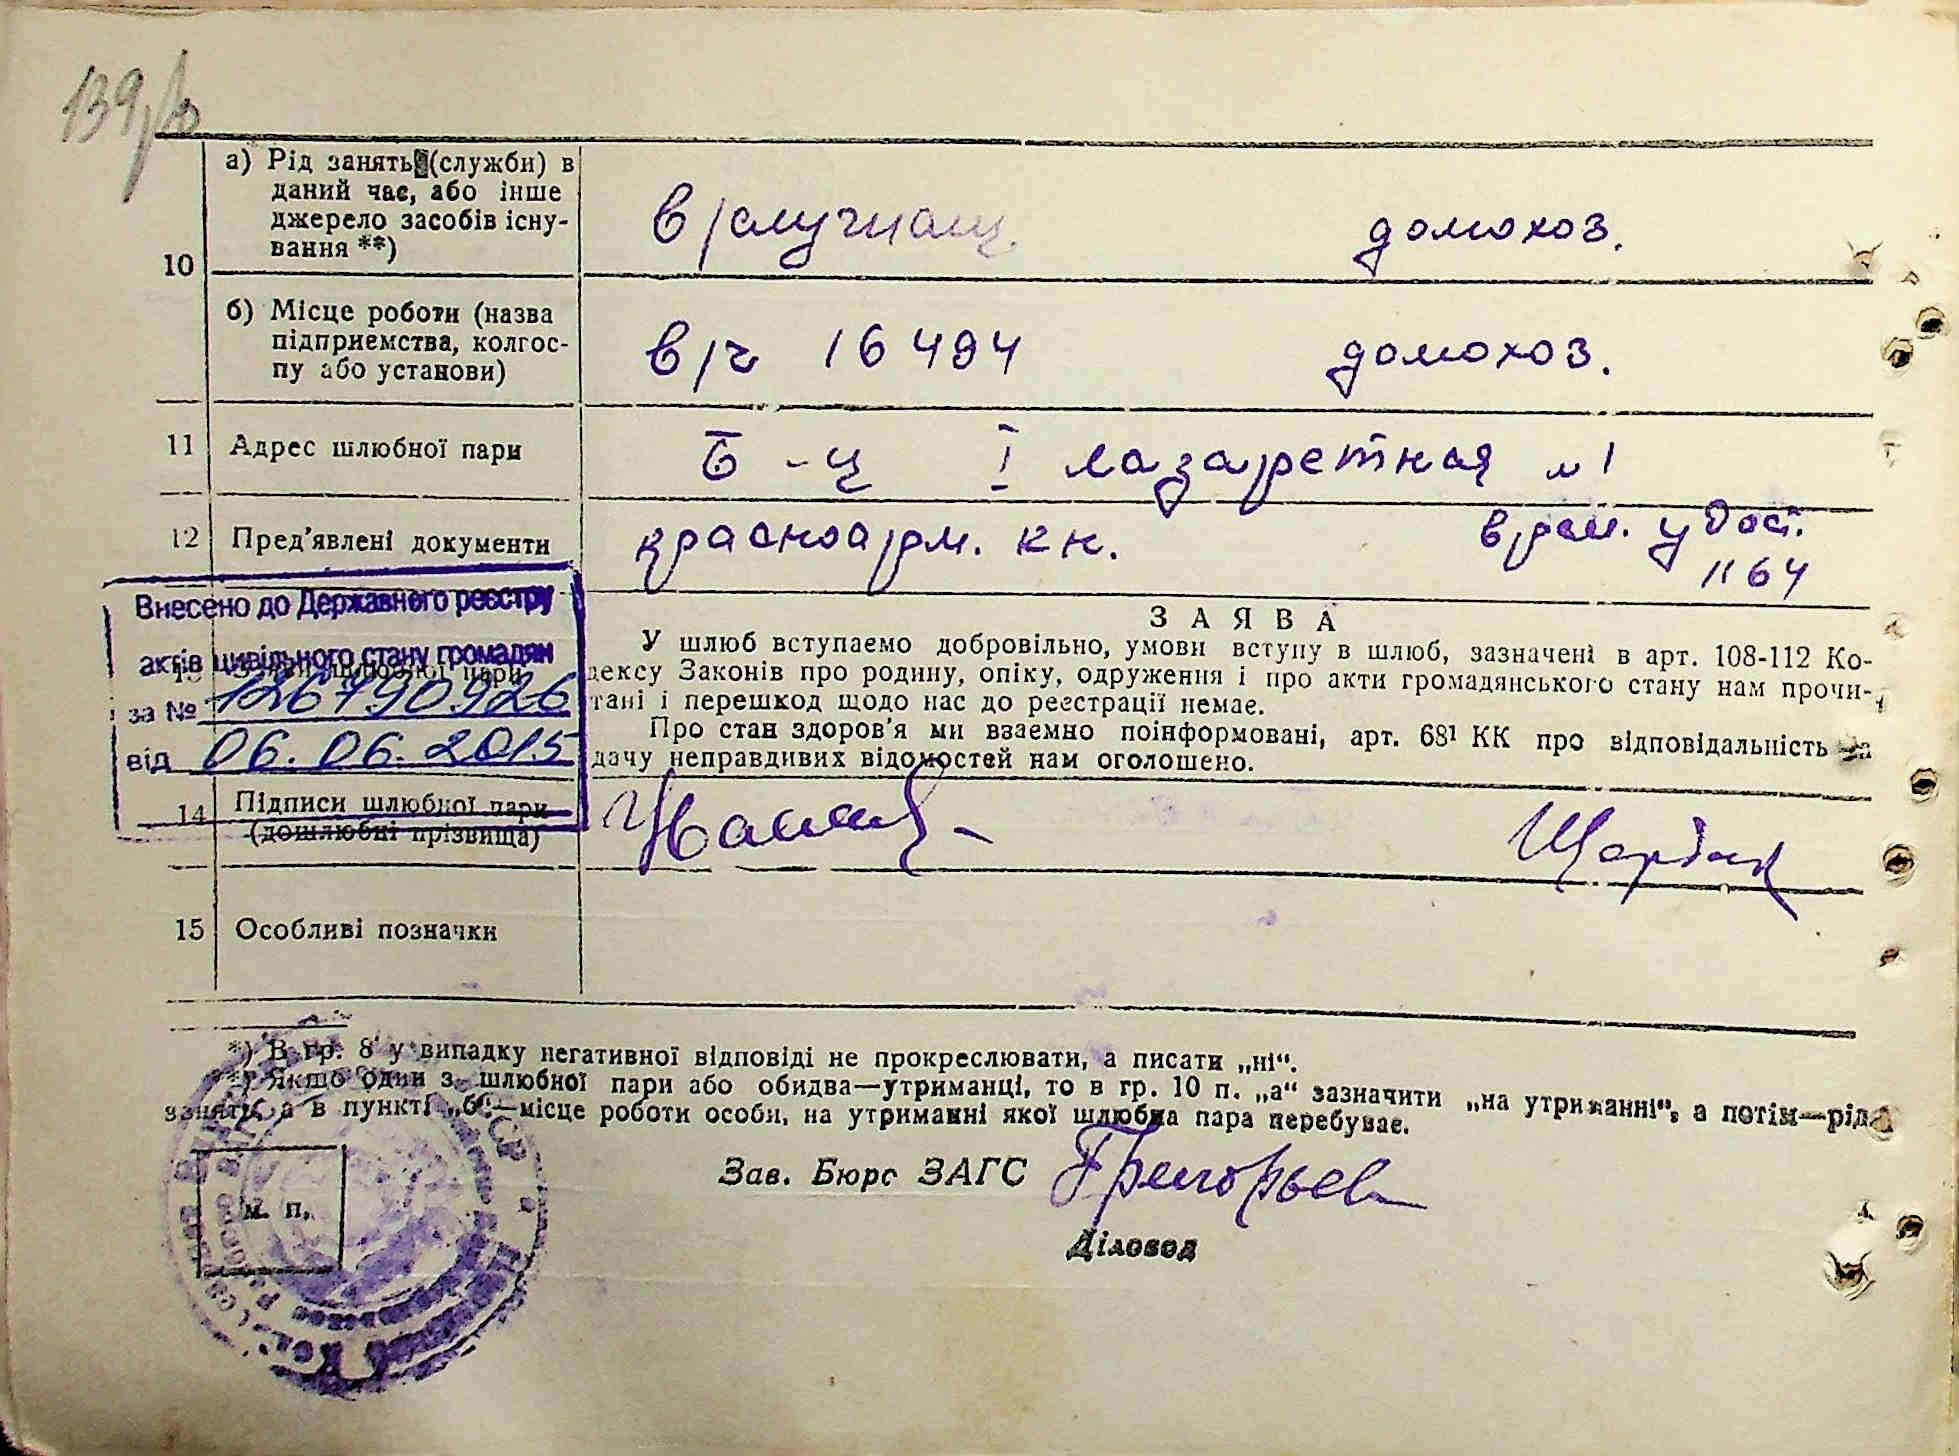 139
10
а) Рід занять (служби) в
даний час, або інше
джерело засобів існу-
вання **)
в/служащ.
домохоз.
б) Місце роботи (назва
підприємства, колгос-
пу або установи)
в/ч 16494
домохоз.
11
Адрес шлюбної пари
Б-ц I лазаретная 1
12
Пред'явлені документи
красноарм. кн.
врем. удост.
1164
Внесено до Державного реєстру
актів цивільного стану громадян
за № 126790926
від 06.06.2015
шлюбної пари
ЗАЯВА
У шлюб вступаємо добровільно, умови вступу в шлюб, зазначені в арт. 108-112 Ко-
дексу Законів про родину, опіку, одруження і про акти громадянського стану нам прочи-
тані і перешкод щодо нас до реєстрації немає.
Про стан здоров'я ми взаємно поінформовані, арт. 68¹ КК про відповідальність за
дачу неправдивих відомостей нам оголошено.
14
Підписи шлюбної пари
(дошлюбні прізвища)
15
Особливі позначки
*) В гр. 8 у випадку негативної відповіді не прокреслювати, а писати „ні“.
**) Якщо один з шлюбної пари або обидва—утриманці, то в гр. 10 п. „а“ зазначити „на утриманні“, а потім—рід
занять, а в пункті „б“—місце роботи особи, на утриманні якої шлюбна пара перебуває.
м. п.
Зав. Бюро ЗАГС Григорьев
Діловод